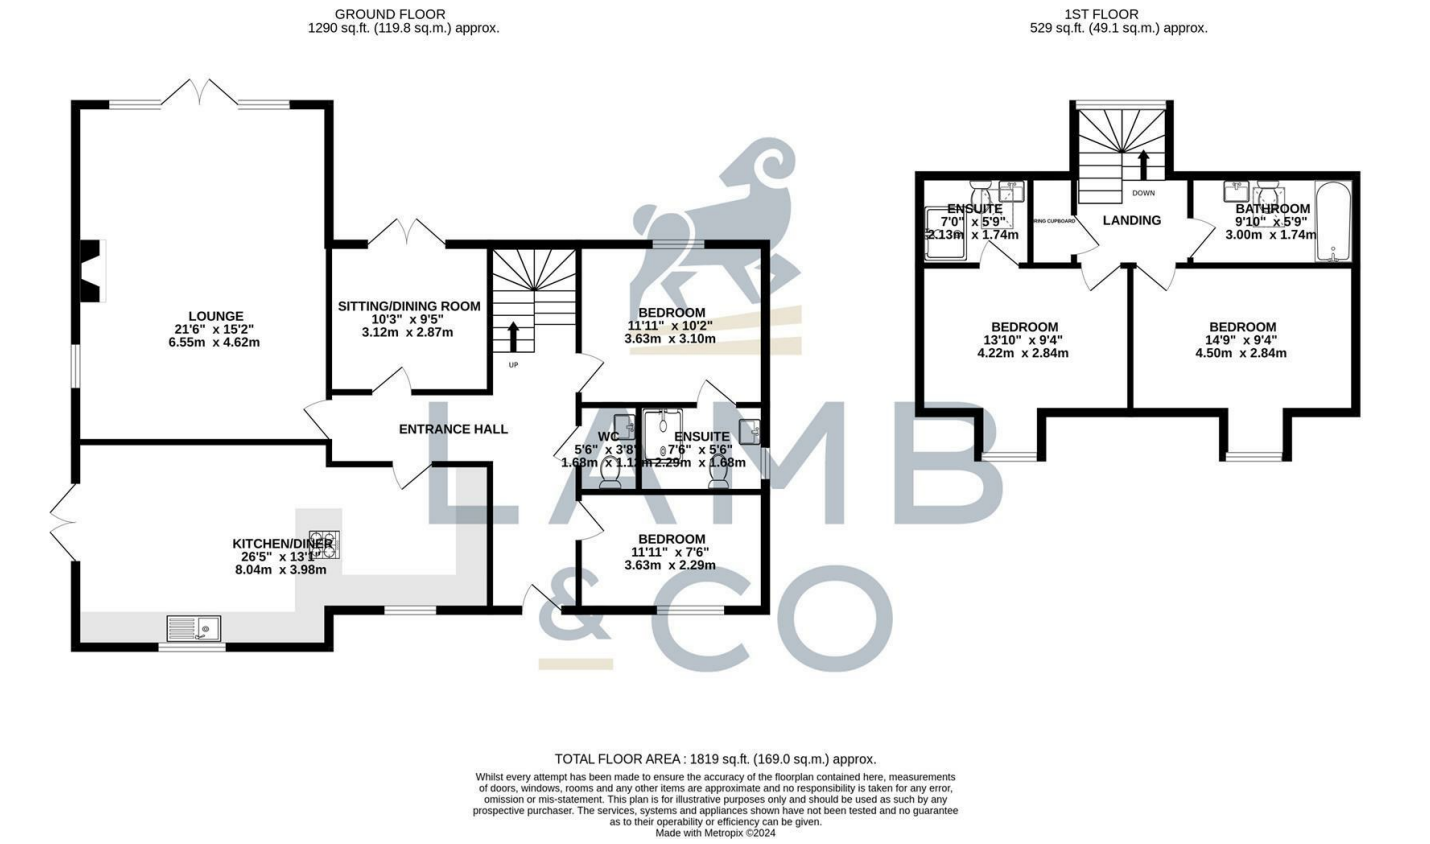 GROUND FLOOR
1290 sq.ft. (119.8 sq.m.) approx.
1ST FLOOR
529 sq.ft. (49.1 sq.m.) approx.
LOUNGE
21'6" x 15'2"
6.55m x 4.62m
SITTING/DINING ROOM
10'3" x 9'5"
3.12m x 2.87m
UP
BEDROOM
11'11" x 10'2"
3.63m x 3.10m
ENTRANCE HALL
WC
5'6" x 3'8"
1.68m x 1.12m
ENSUITE
7'6" x 5'6"
2.29m x 1.68m
KITCHEN/DINER
26'5" x 13'1"
8.04m x 3.98m
BEDROOM
11'11" x 7'6"
3.63m x 2.29m
ENSUITE
7'0" x 5'9"
2.13m x 1.74m
RING CUPBOARD
DOWN
LANDING
BATHROOM
9'10" x 5'9"
3.00m x 1.74m
BEDROOM
13'10" x 9'4"
4.22m x 2.84m
BEDROOM
14'9" x 9'4"
4.50m x 2.84m
LAMB
&CO
TOTAL FLOOR AREA : 1819 sq.ft. (169.0 sq.m.) approx.
Whilst every attempt has been made to ensure the accuracy of the floorplan contained here, measurements
of doors, windows, rooms and any other items are approximate and no responsibility is taken for any error,
omission or mis-statement. This plan is for illustrative purposes only and should be used as such by any
prospective purchaser. The services, systems and appliances shown have not been tested and no guarantee
as to their operability or efficiency can be given.
Made with Metropix ©2024